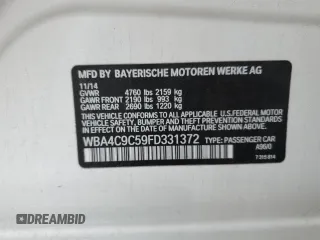 MFD BY BAYERISCHE MOTOREN WERKE AG
11/14
GVWR 4760 lbs 2159 kg
GAWR FRONT 2190 lbs 993 kg
GAWR REAR 2690 lbs 1220 kg
THIS VEHICLE CONFORMS TO ALL APPLICABLE
U.S. FEDERAL MOTOR VEHICLE SAFETY, BUMPER,
AND THEFT PREVENTION STANDARDS IN EFFECT
ON THE DATE OF MANUFACTURE SHOWN ABOVE.
WBA4C9C59FD331372 TYPE: PASSENGER CAR
A96/0